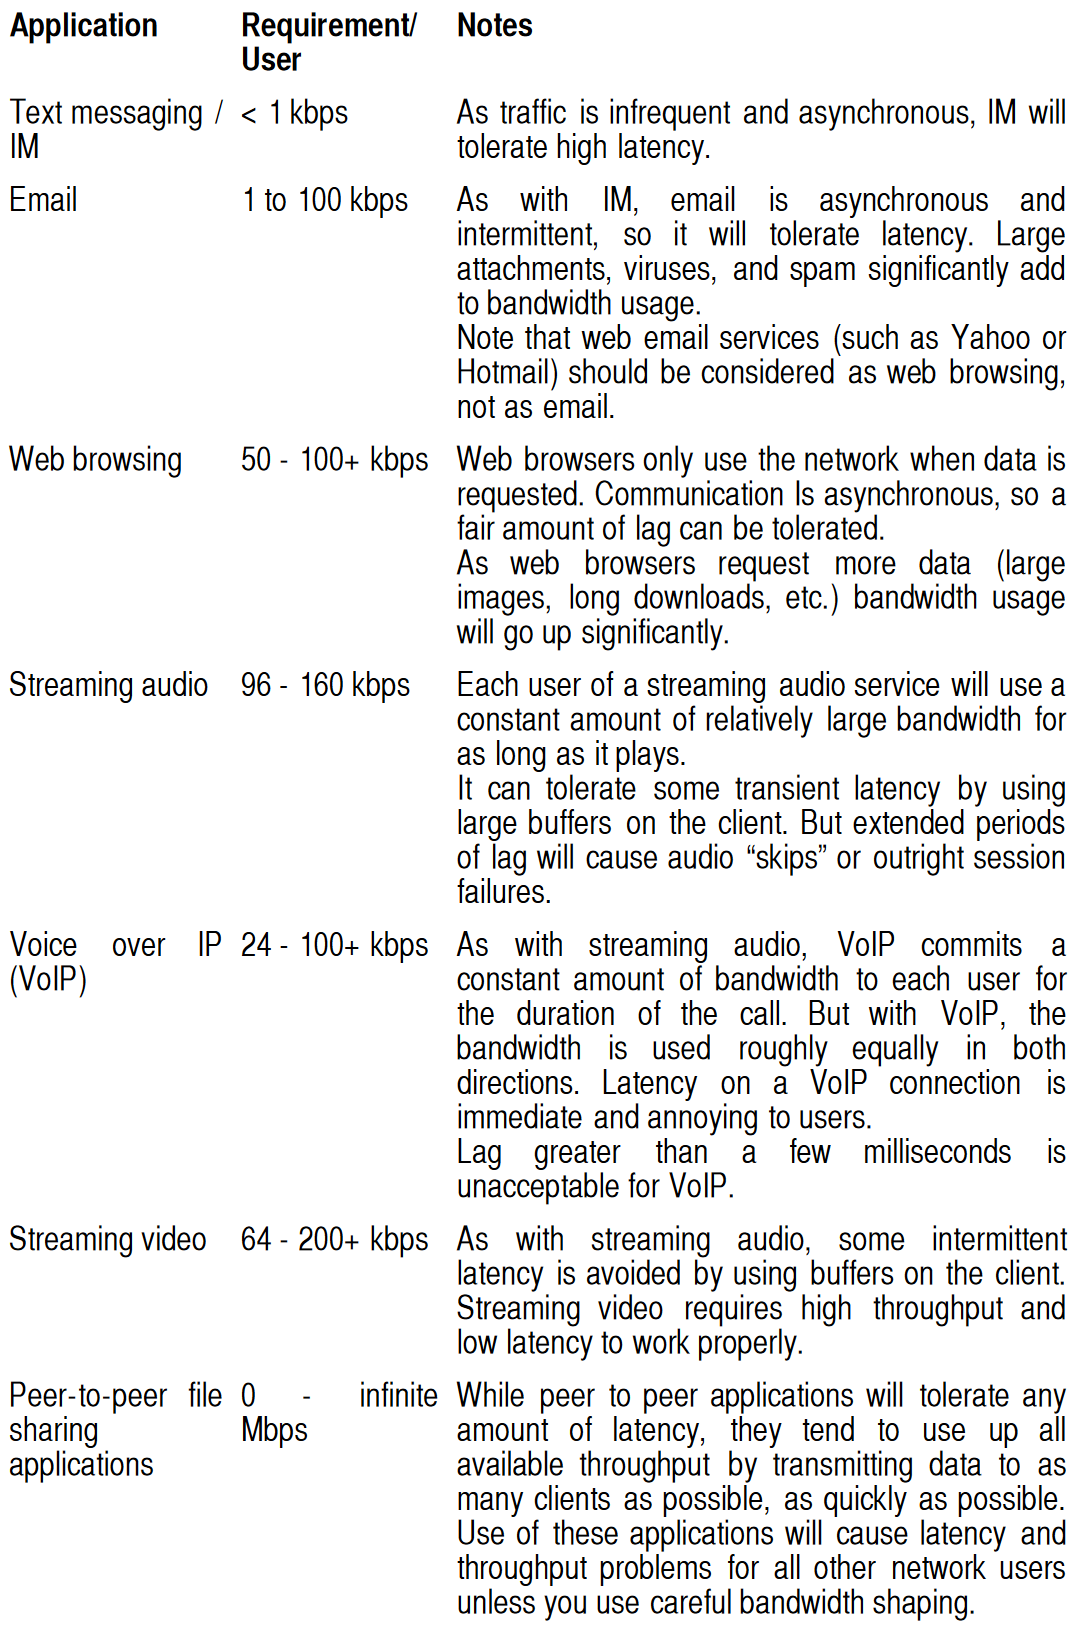 Application Requirement/ Notes
User
Text messaging / < 1 kbps As traffic is infrequent and asynchronous, IM will
IM tolerate high latency.
Email 1 to 100 kbps As with IM, email is asynchronous and
intermittent, so it will tolerate latency. Large
attachments, viruses, and spam significantly add
to bandwidth usage.
Note that web email services (such as Yahoo or
Hotmail) should be considered as web browsing,
not as email.
Web browsing 50 - 100+ kbps Web browsers only use the network when data is
requested. Communication Is asynchronous, so a
fair amount of lag can be tolerated.
As web browsers request more data (large
images, long downloads, etc.) bandwidth usage
will go up significantly.
Streaming audio 96 - 160 kbps Each user of a streaming audio service will use a
constant amount of relatively large bandwidth for
as long as it plays.
It can tolerate some transient latency by using
large buffers on the client. But extended periods
of lag will cause audio “skips” or outright session
failures.
Voice over IP 24 - 100+ kbps As with streaming audio, VoIP commits a
(VoIP) constant amount of bandwidth to each user for
the duration of the call. But with VoIP, the
bandwidth is used roughly equally in both
directions. Latency on a VoIP connection is
immediate and annoying to users.
Lag greater than a few milliseconds is
unacceptable for VoIP.
Streaming video 64 - 200+ kbps As with streaming audio, some intermittent
latency is avoided by using buffers on the client.
Streaming video requires high throughput and
low latency to work properly.
Peer-to-peer file 0 - infinite While peer to peer applications will tolerate any
sharing Mbps amount of latency, they tend to use up all
applications available throughput by transmitting data to as
many clients as possible, as quickly as possible.
Use of these applications will cause latency and
throughput problems for all other network users
unless you use careful bandwidth shaping.